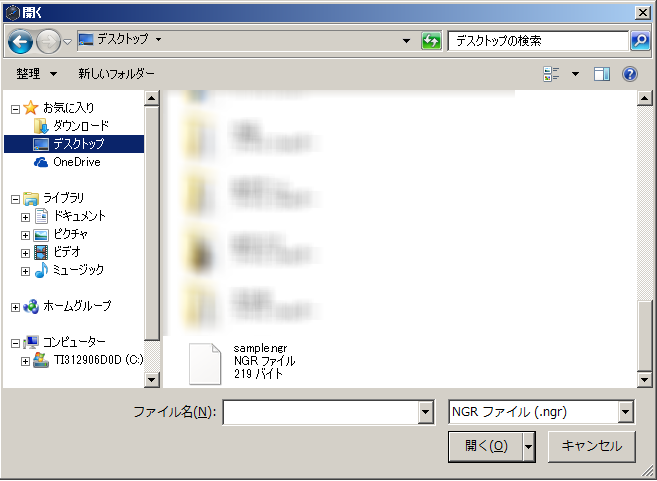 開く
デスクトップ
デスクトップの検索
整理
新しいフォルダー
お気に入り
ダウンロード
デスクトップ
OneDrive
ライブラリ
ドキュメント
ピクチャ
ビデオ
ミュージック
ホームグループ
コンピューター
TI312906D0D (C:)
sample.ngr
NGR ファイル
219 バイト
ファイル名(N):
NGR ファイル (.ngr)
開く(O)
キャンセル